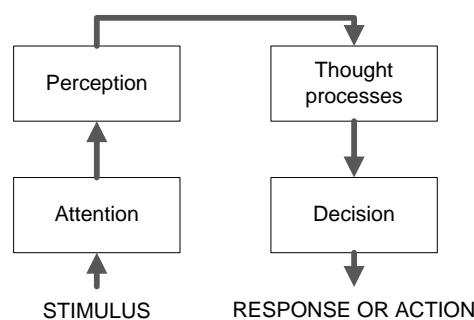 Perception
Thought
processes
Attention
Decision
STIMULUS
RESPONSE OR ACTION